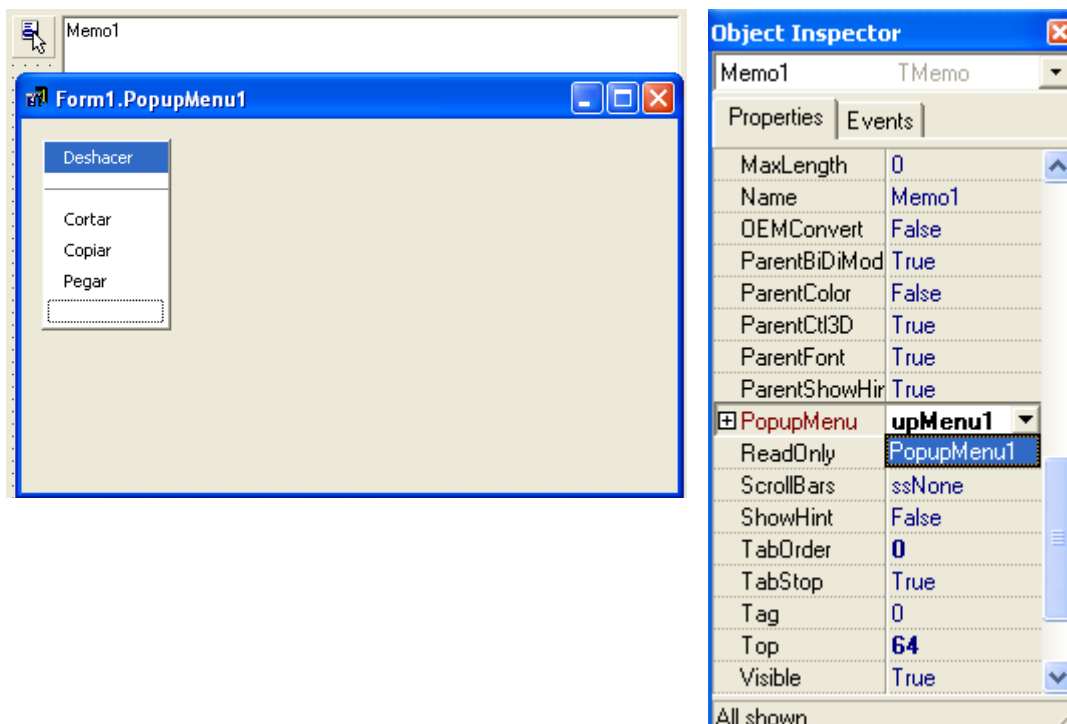 Memo1
Form1.PopupMenu1
Deshacer
Cortar
Copiar
Pegar
Object Inspector
Memo1 TMemo
Properties Events
MaxLength 0
Name Memo1
OEMConvert False
ParentBiDiMod True
ParentColor False
ParentCtl3D True
ParentFont True
ParentShowHir True
PopupMenu upMenu1
ReadOnly PopupMenu1
ScrollBars ssNone
ShowHint False
TabOrder 0
TabStop True
Tag 0
Top 64
Visible True
All shown